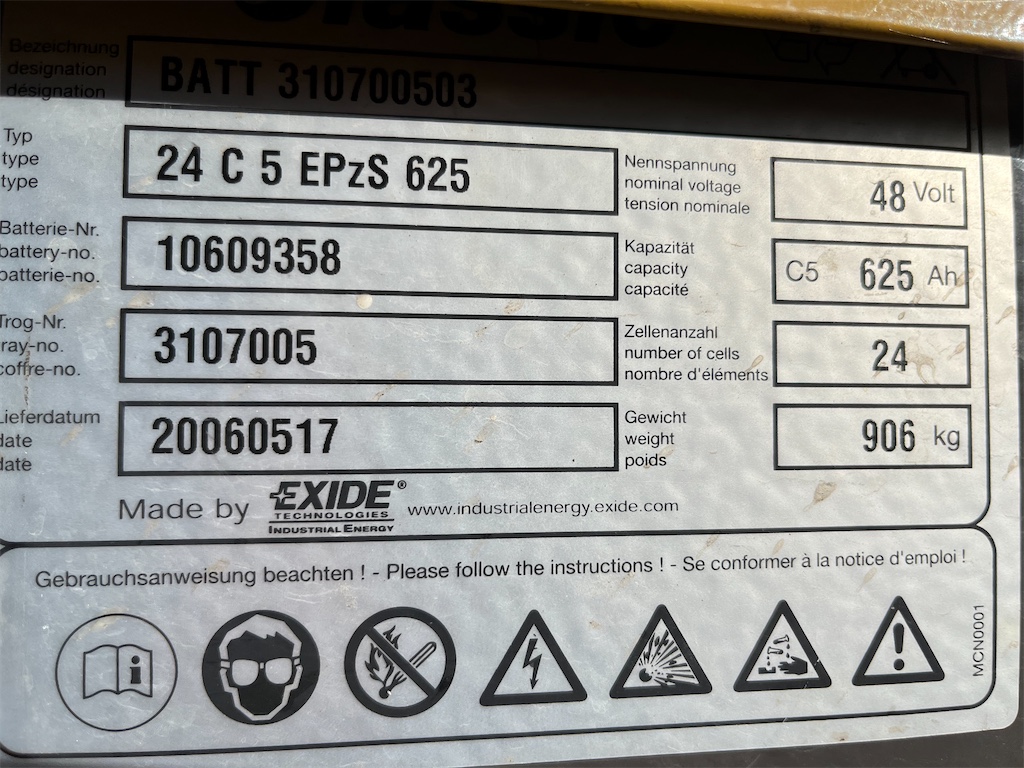 Classic
Bezeichnung
designation
désignation
BATT 310700503
Typ
type
type
24 C 5 EPzS 625
Nennspannung
nominal voltage
tension nominale
48 Volt
Batterie-Nr.
battery-no.
batterie-no.
10609358
Kapazität
capacity
capacité
C5 625 Ah
Trog-Nr.
ray-no.
coffre-no.
3107005
Zellenanzahl
number of cells
nombre d'éléments
24
Lieferdatum
date
date
20060517
Gewicht
weight
poids
906 kg
Made by EXIDE® www.industrialenergy.exide.com
TECHNOLOGIES
INDUSTRIAL ENERGY
Gebrauchsanweisung beachten ! - Please follow the instructions ! - Se conformer à la notice d'emploi !
i
MCN0001